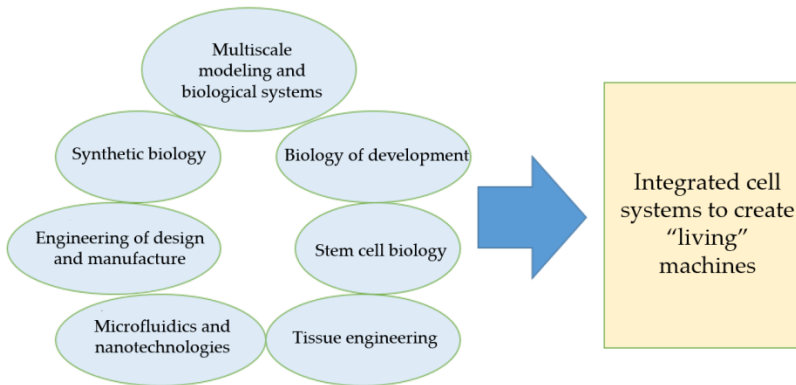 Multiscale
modeling and
biological systems
Synthetic biology
Biology of development
Engineering of design
and manufacture
Stem cell biology
Microfluidics and
nanotechnologies
Tissue engineering
Integrated cell
systems to create
“living”
machines